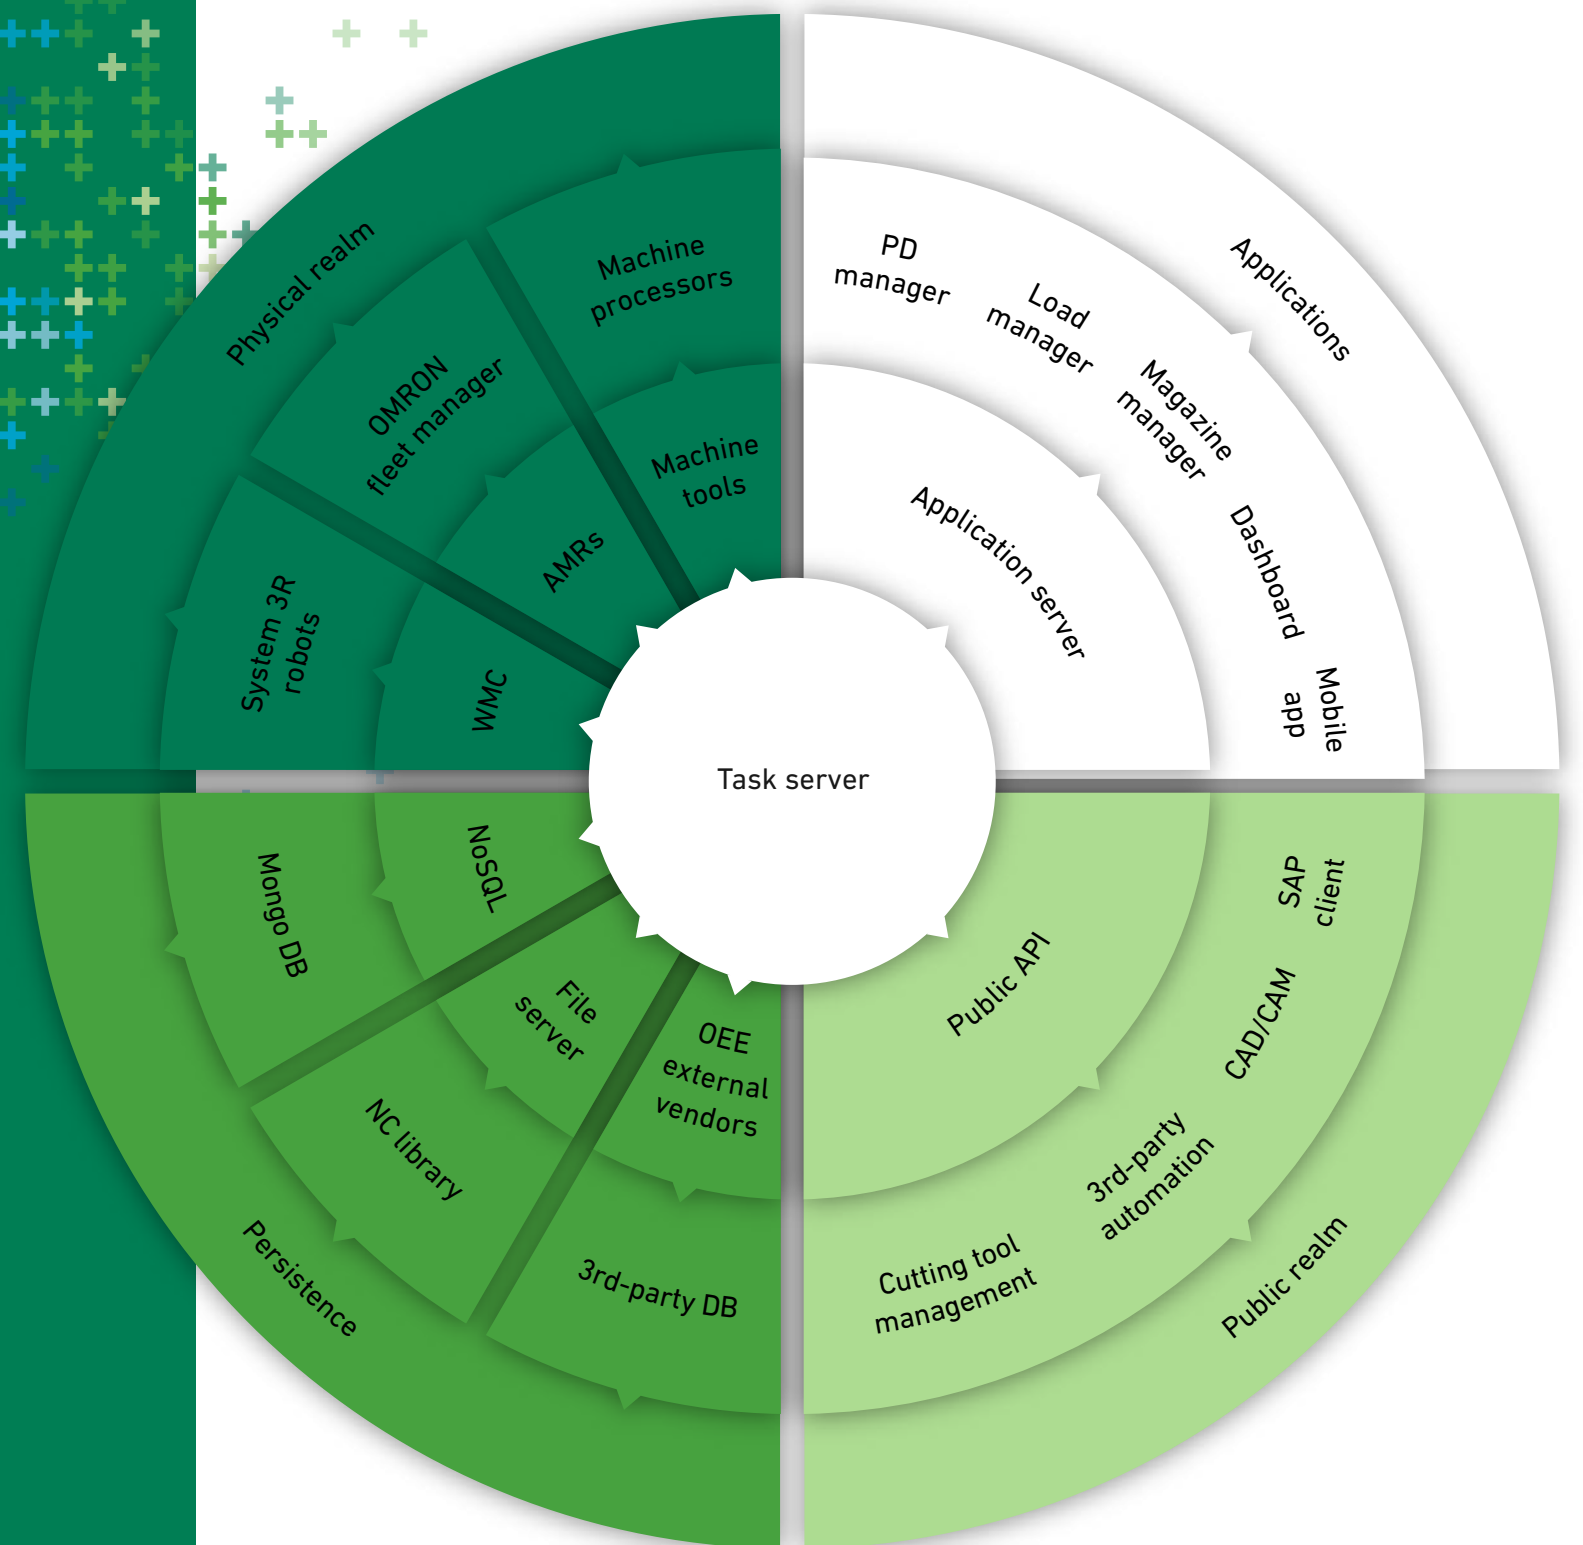 Physical realm
Machine
processors
OMRON
fleet manager
System 3R
robots
Machine
tools
AMRs
WMC
Applications
PD
manager
Load
manager
Magazine
manager
Dashboard
Mobile
app
Application server
Task server
NoSQL
Mongo DB
File
server
NC library
OEE
external
vendors
3rd-party DB
Persistence
Public API
SAP
client
CAD/CAM
3rd-party
automation
Cutting tool
management
Public realm